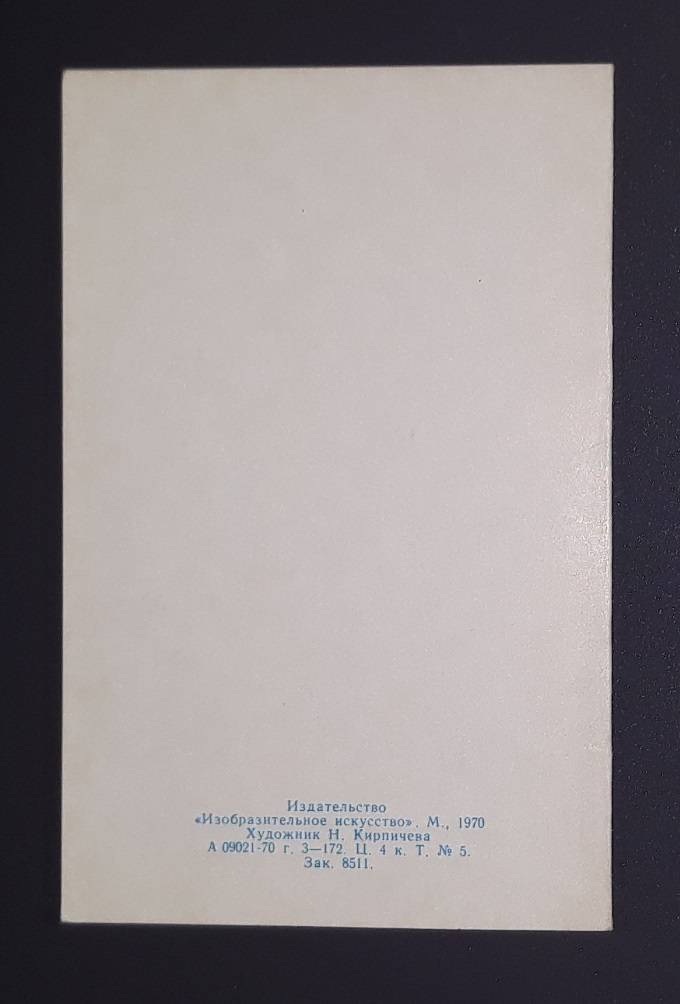 Издательство
«Изобразительное искусство». М., 1970
Художник Н. Кирпичева
А 09021-70 г. 3—172. Ц. 4 к. Т. № 5.
Зак. 8511.